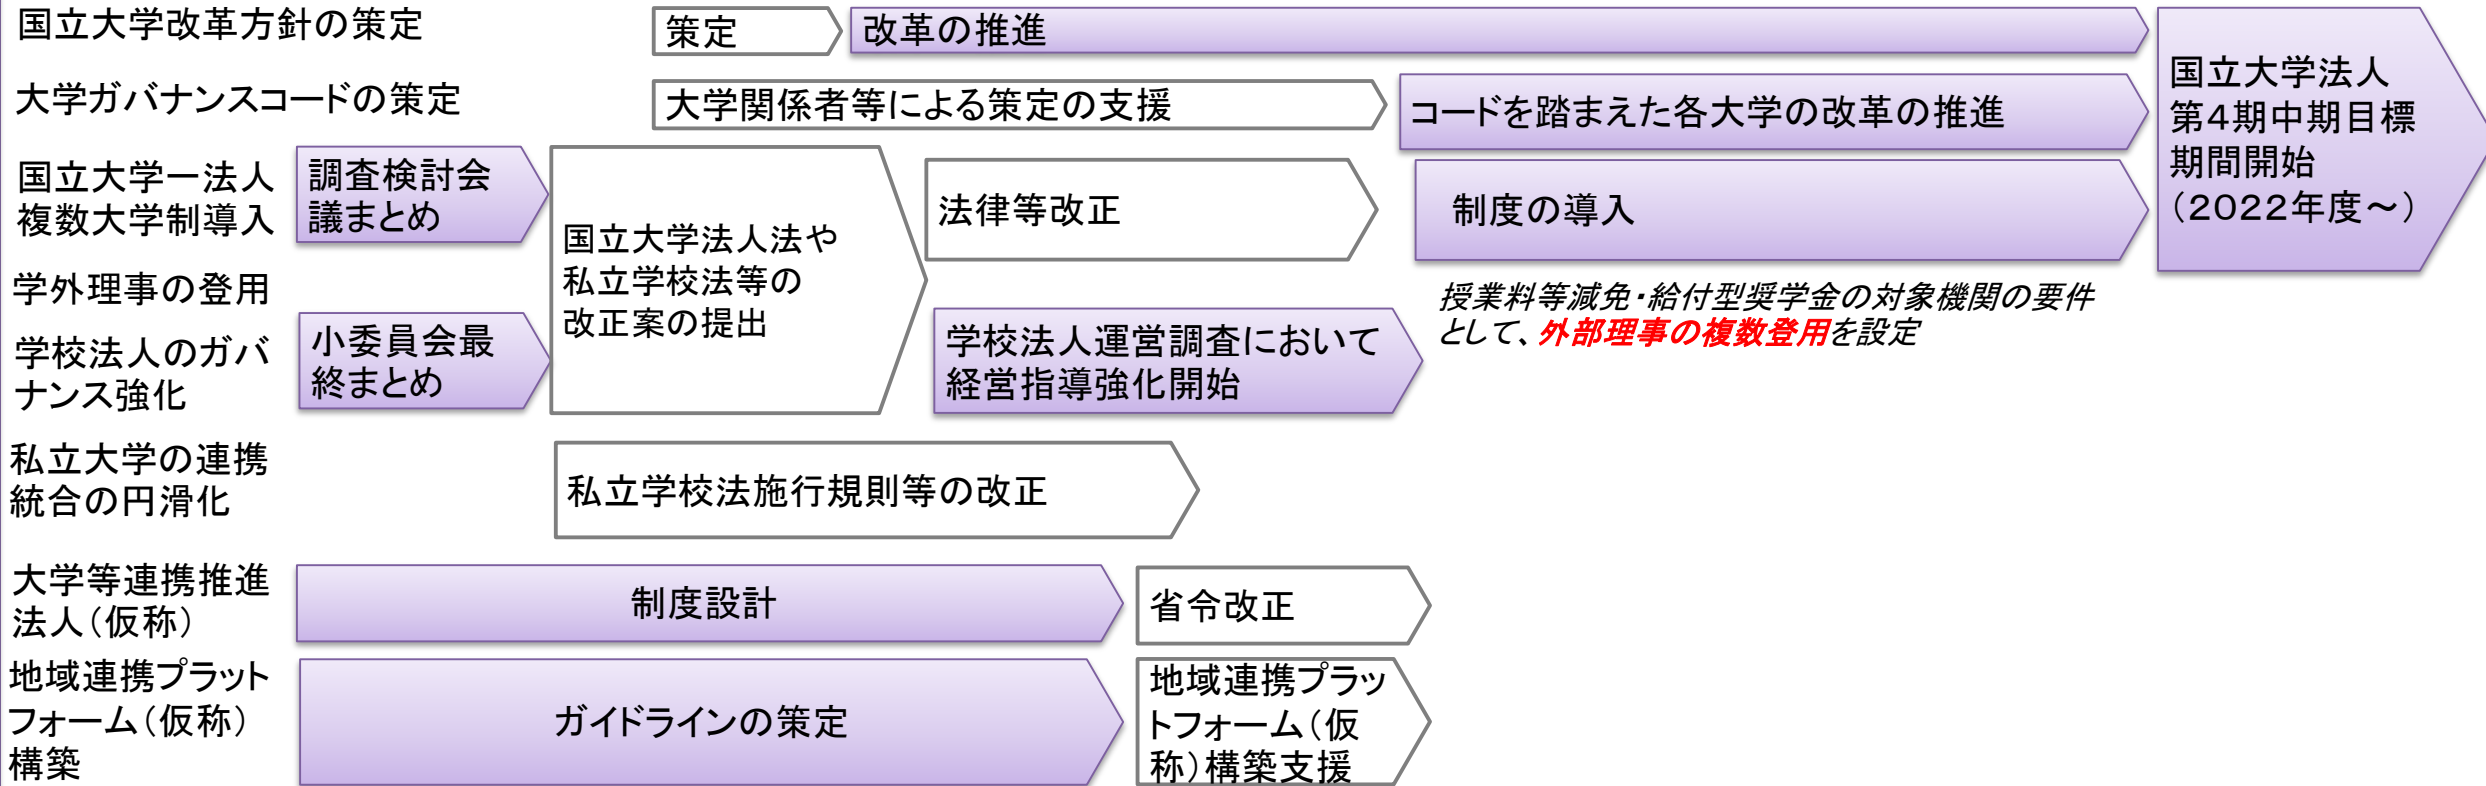 国立大学改革方針の策定
策定
改革の推進
大学ガバナンスコードの策定
大学関係者等による策定の支援
コードを踏まえた各大学の改革の推進
国立大学法人
第４期中期目標
期間開始
（２０２２年度～）
国立大学一法人
複数大学制導入
調査検討会
議まとめ
国立大学法人法や
私立学校法等の
改正案の提出
法律等改正
制度の導入
学外理事の登用
授業料等減免・給付型奨学金の対象機関の要件
として、外部理事の複数登用を設定
学校法人のガバ
ナンス強化
小委員会最
終まとめ
学校法人運営調査において
経営指導強化開始
私立大学の連携
統合の円滑化
私立学校法施行規則等の改正
大学等連携推進
法人（仮称）
制度設計
省令改正
地域連携プラット
フォーム（仮称）
構築
ガイドラインの策定
地域連携プラッ
トフォーム（仮
称）構築支援